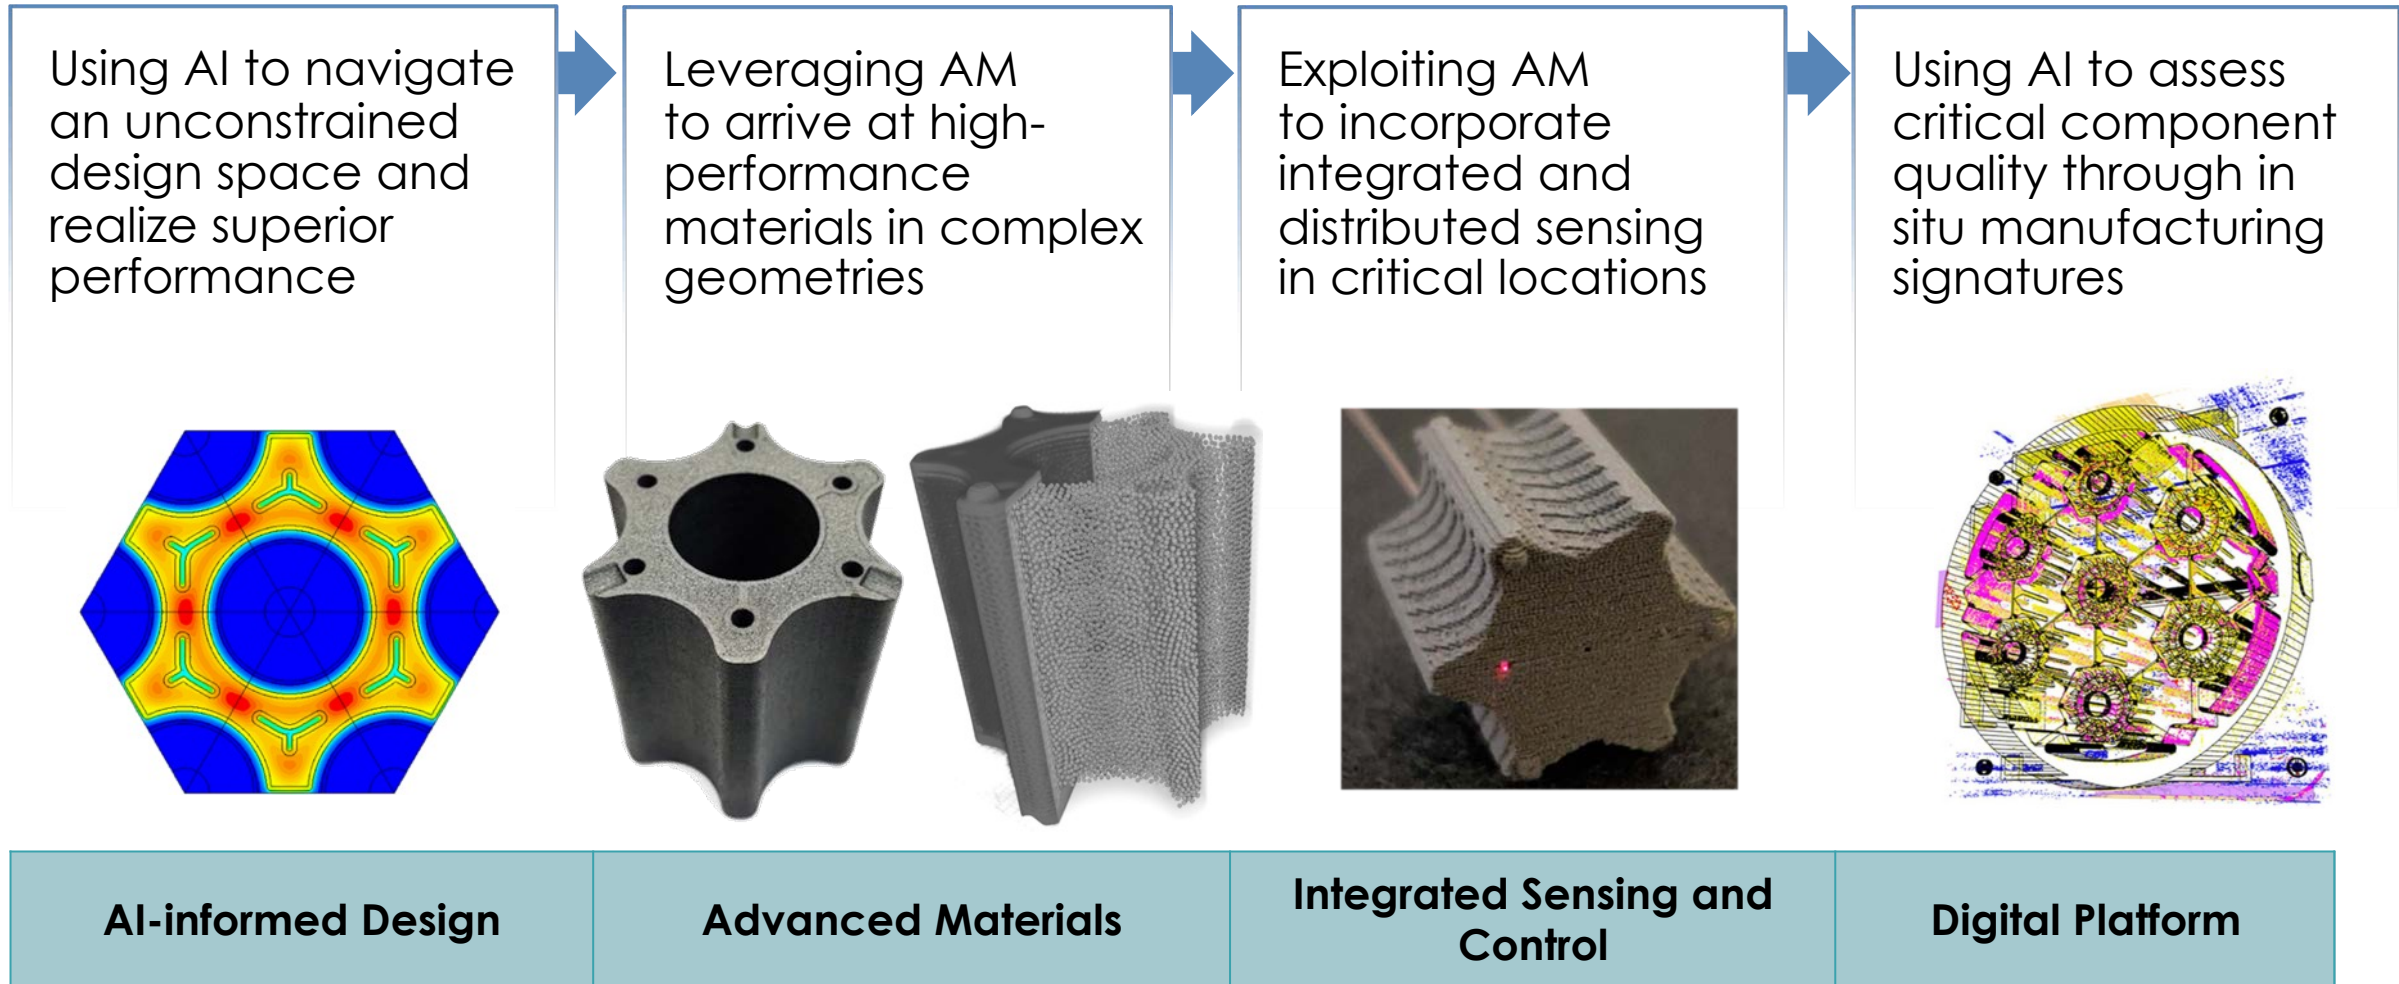 Using AI to navigate
an unconstrained
design space and
realize superior
performance
Leveraging AM
to arrive at high-
performance
materials in complex
geometries
Exploiting AM
to incorporate
integrated and
distributed sensing
in critical locations
Using AI to assess
critical component
quality through in
situ manufacturing
signatures
AI-informed Design
Advanced Materials
Integrated Sensing and
Control
Digital Platform